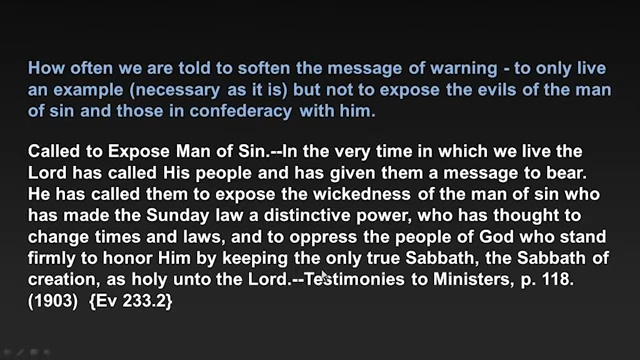 How often we are told to soften the message of warning - to only live
an example (necessary as it is) but not to expose the evils of the man
of sin and those in confederacy with him.
Called to Expose Man of Sin.--In the very time in which we live the
Lord has called His people and has given them a message to bear.
He has called them to expose the wickedness of the man of sin who
has made the Sunday law a distinctive power, who has thought to
change times and laws, and to oppress the people of God who stand
firmly to honor Him by keeping the only true Sabbath, the Sabbath of
creation, as holy unto the Lord.--Testimonies to Ministers, p. 118.
(1903) {Ev 233.2}